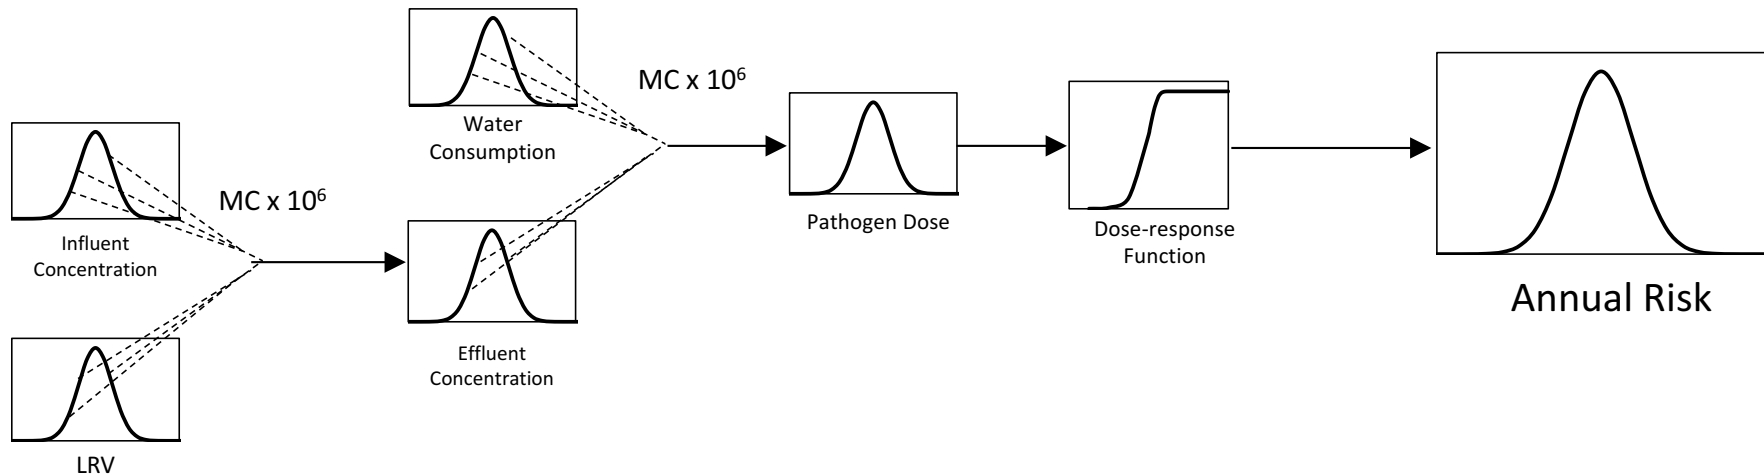 Influent
Concentration
LRV
MC x 10⁶
Water
Consumption
Effluent
Concentration
MC x 10⁶
Pathogen Dose
Dose-response
Function
Annual Risk